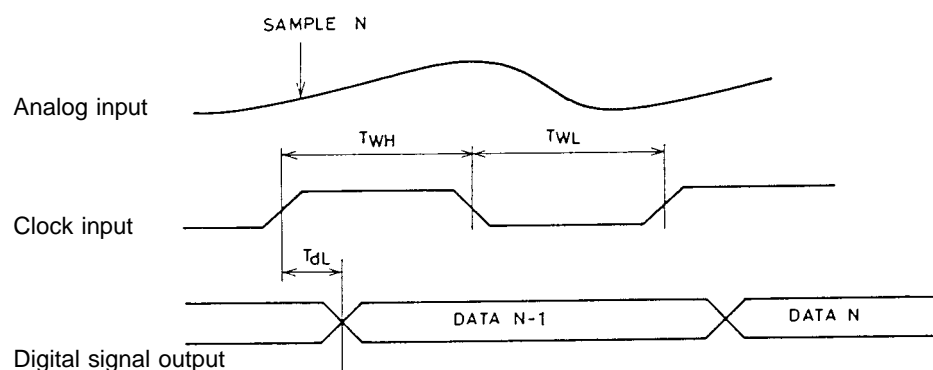 SAMPLE N
Analog input
TWH
TWL
Clock input
TdL
DATA N-1
DATA N
Digital signal output